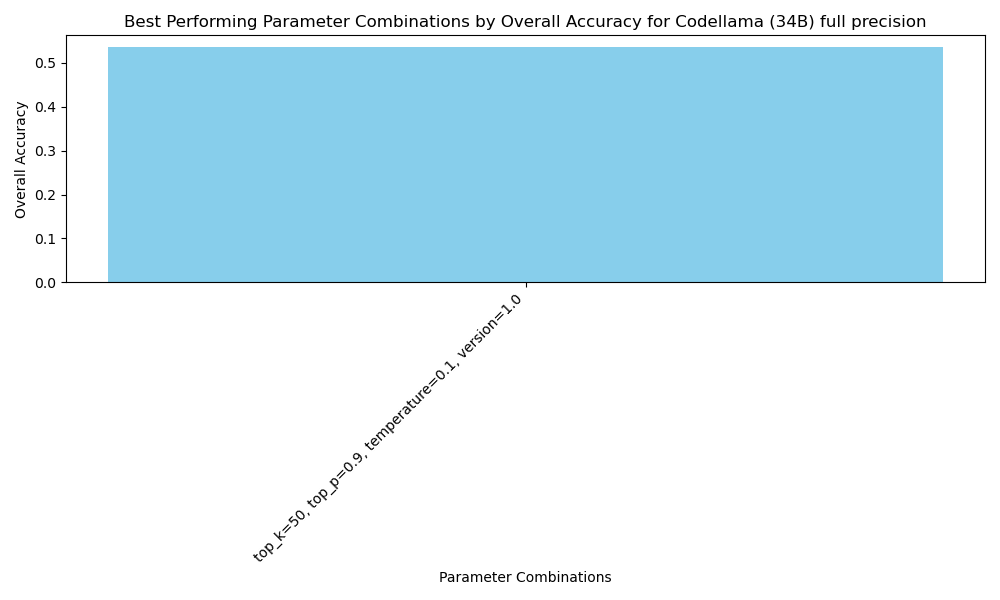 Best Performing Parameter Combinations by Overall Accuracy for Codellama (34B) full precision
Overall Accuracy
0.5
0.4
0.3
0.2
0.1
0.0
top_k=50, top_p=0.9, temperature=0.1, version=1.0
Parameter Combinations